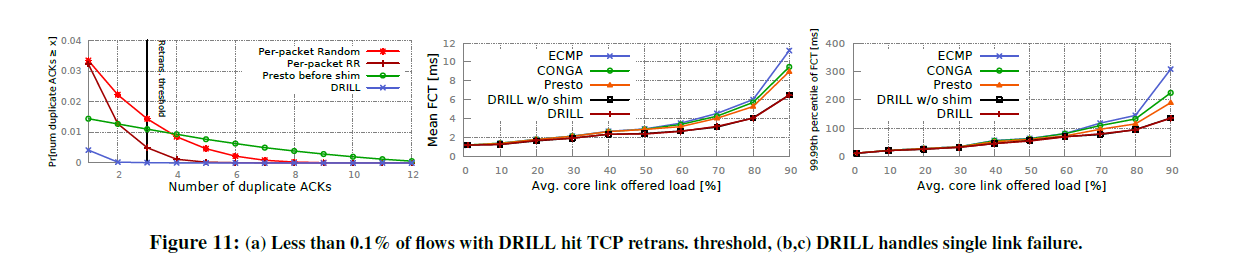 Pr[num duplicate ACKs ≥ x]
0.04
0.03
0.02
0.01
0
Retrans. threshold
Per-packet Random
Per-packet RR
Presto before shim
DRILL
2 4 6 8 10 12
Number of duplicate ACKs
Mean FCT [ms]
12
10
8
6
4
2
0
ECMP
CONGA
Presto
DRILL w/o shim
DRILL
0 10 20 30 40 50 60 70 80 90
Avg. core link offered load [%]
99.99th percentile of FCT [ms]
400
300
200
100
0
ECMP
CONGA
Presto
DRILL w/o shim
DRILL
0 10 20 30 40 50 60 70 80 90
Avg. core link offered load [%]
Figure 11: (a) Less than 0.1% of flows with DRILL hit TCP retrans. threshold, (b,c) DRILL handles single link failure.